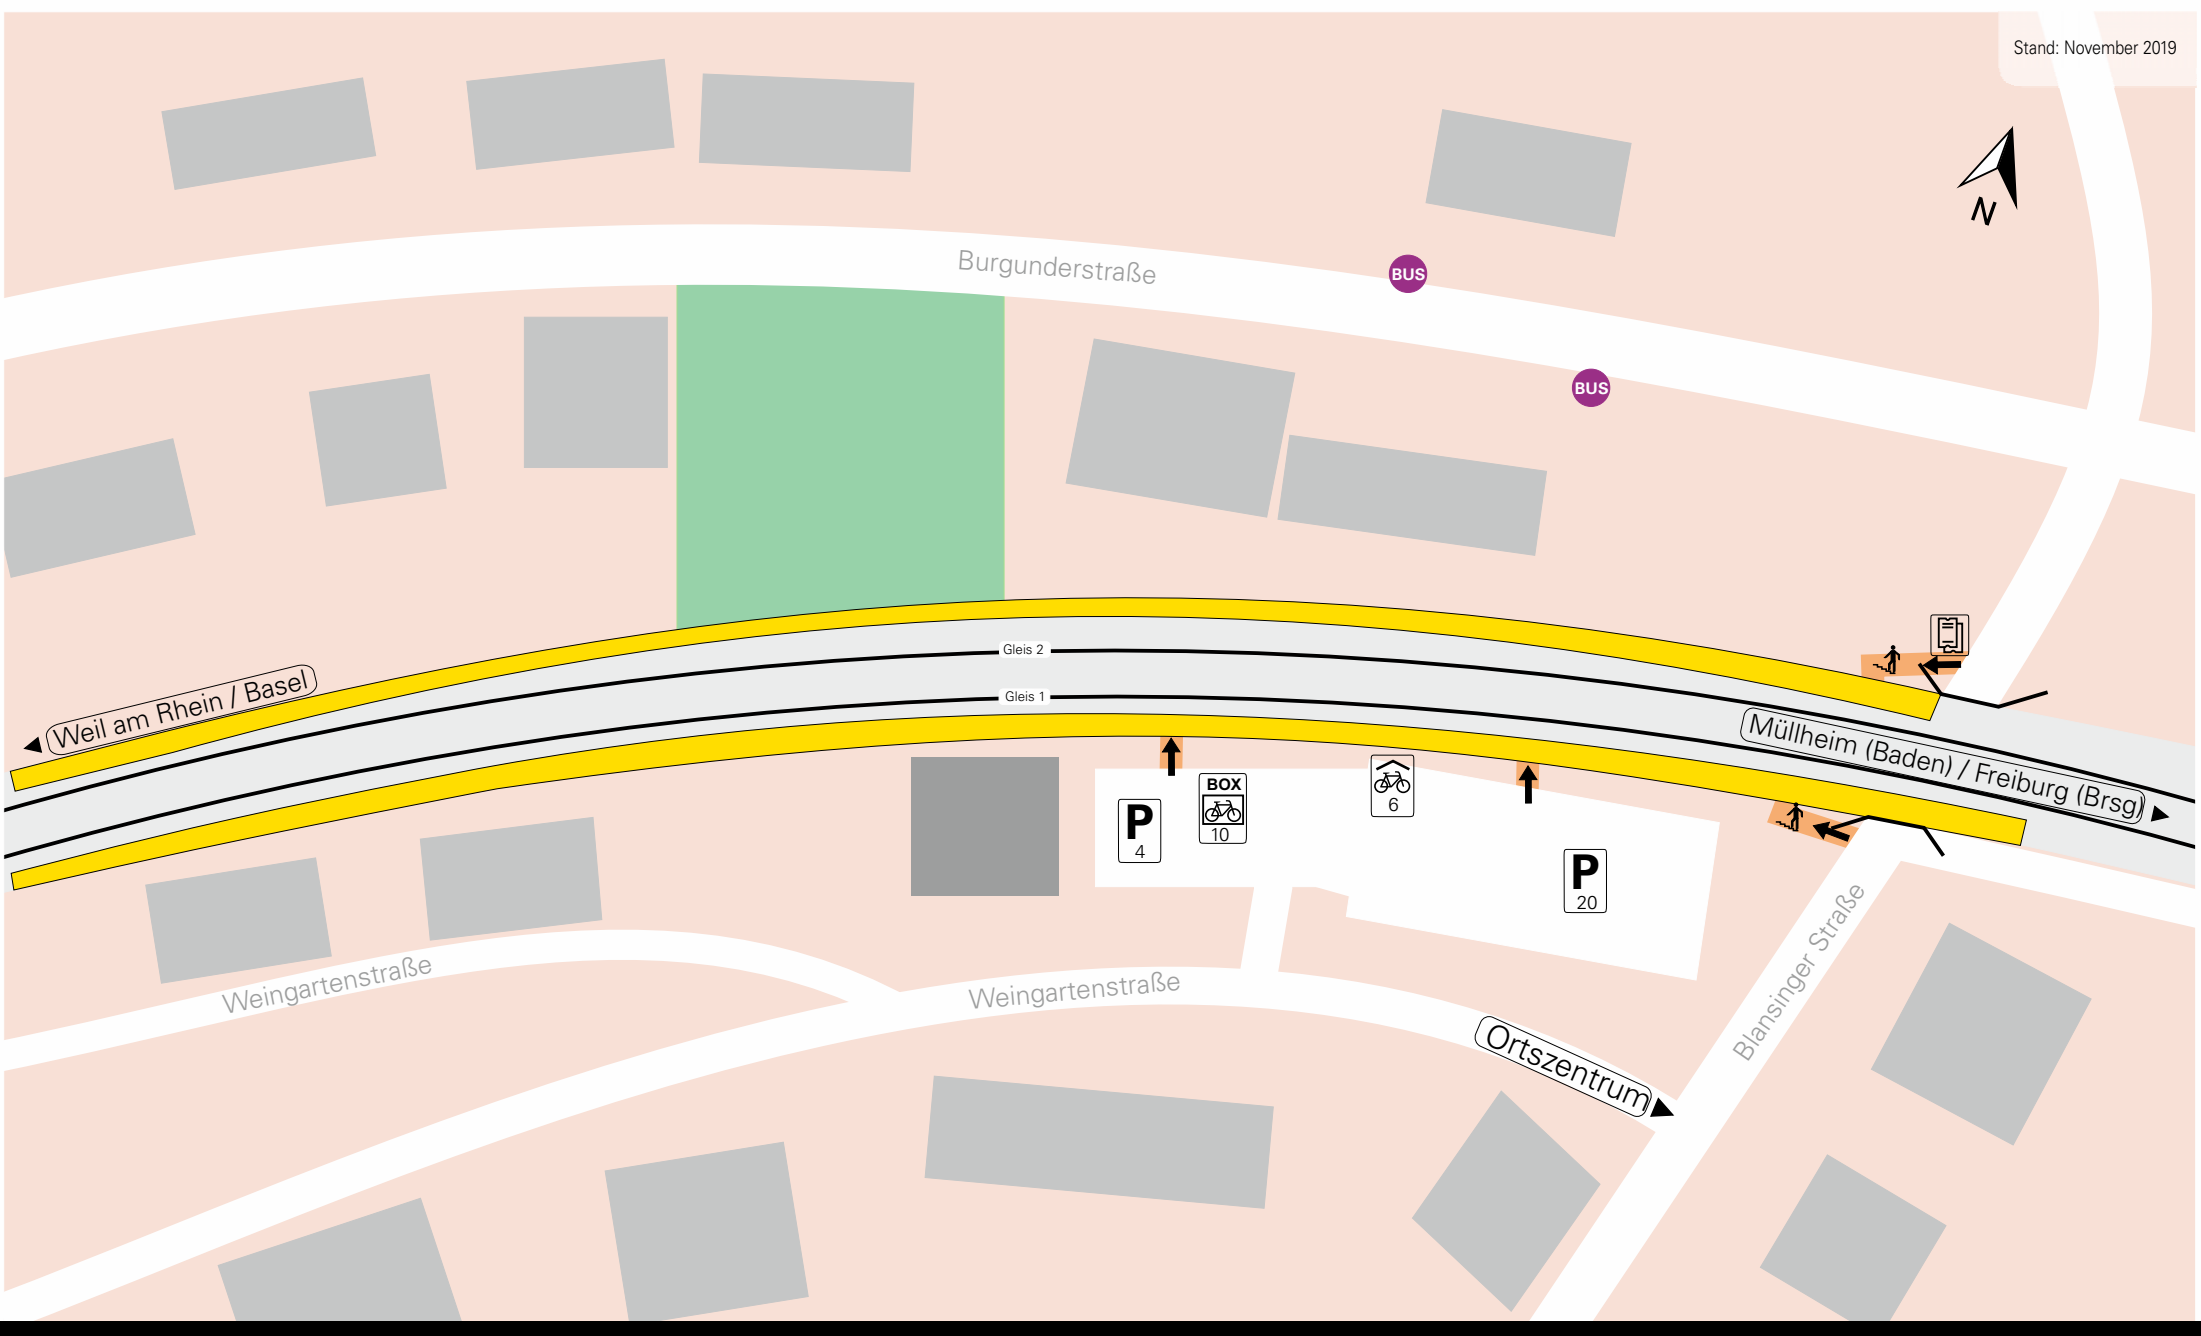 Stand: November 2019
N
Burgunderstraße
BUS
BUS
Gleis 2
Gleis 1
Weil am Rhein / Basel
Müllheim (Baden) / Freiburg (Brsg)
P
4
BOX
10
6
P
20
Weingartenstraße
Weingartenstraße
Blansinger Straße
Ortszentrum